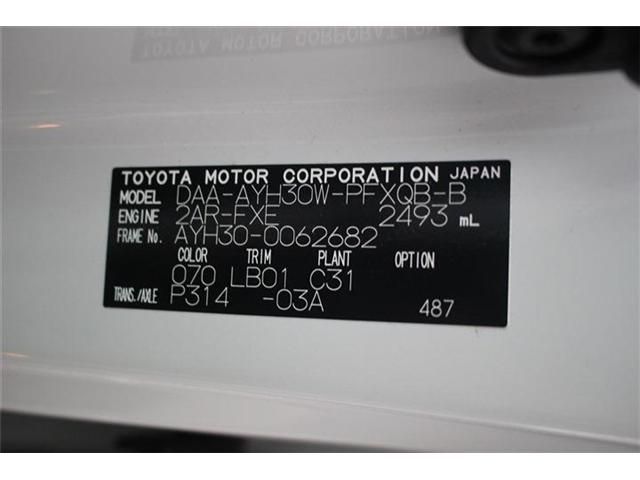 TOYOTA MOTOR CORPORATION JAPAN
MODEL DAA-AYH30W-PFXQB-B
ENGINE 2AR-FXE 2493 mL
FRAME No. AYH30-0062682
COLOR TRIM PLANT OPTION
070 LB01 C31
TRANS./AXLE P314 -03A
487